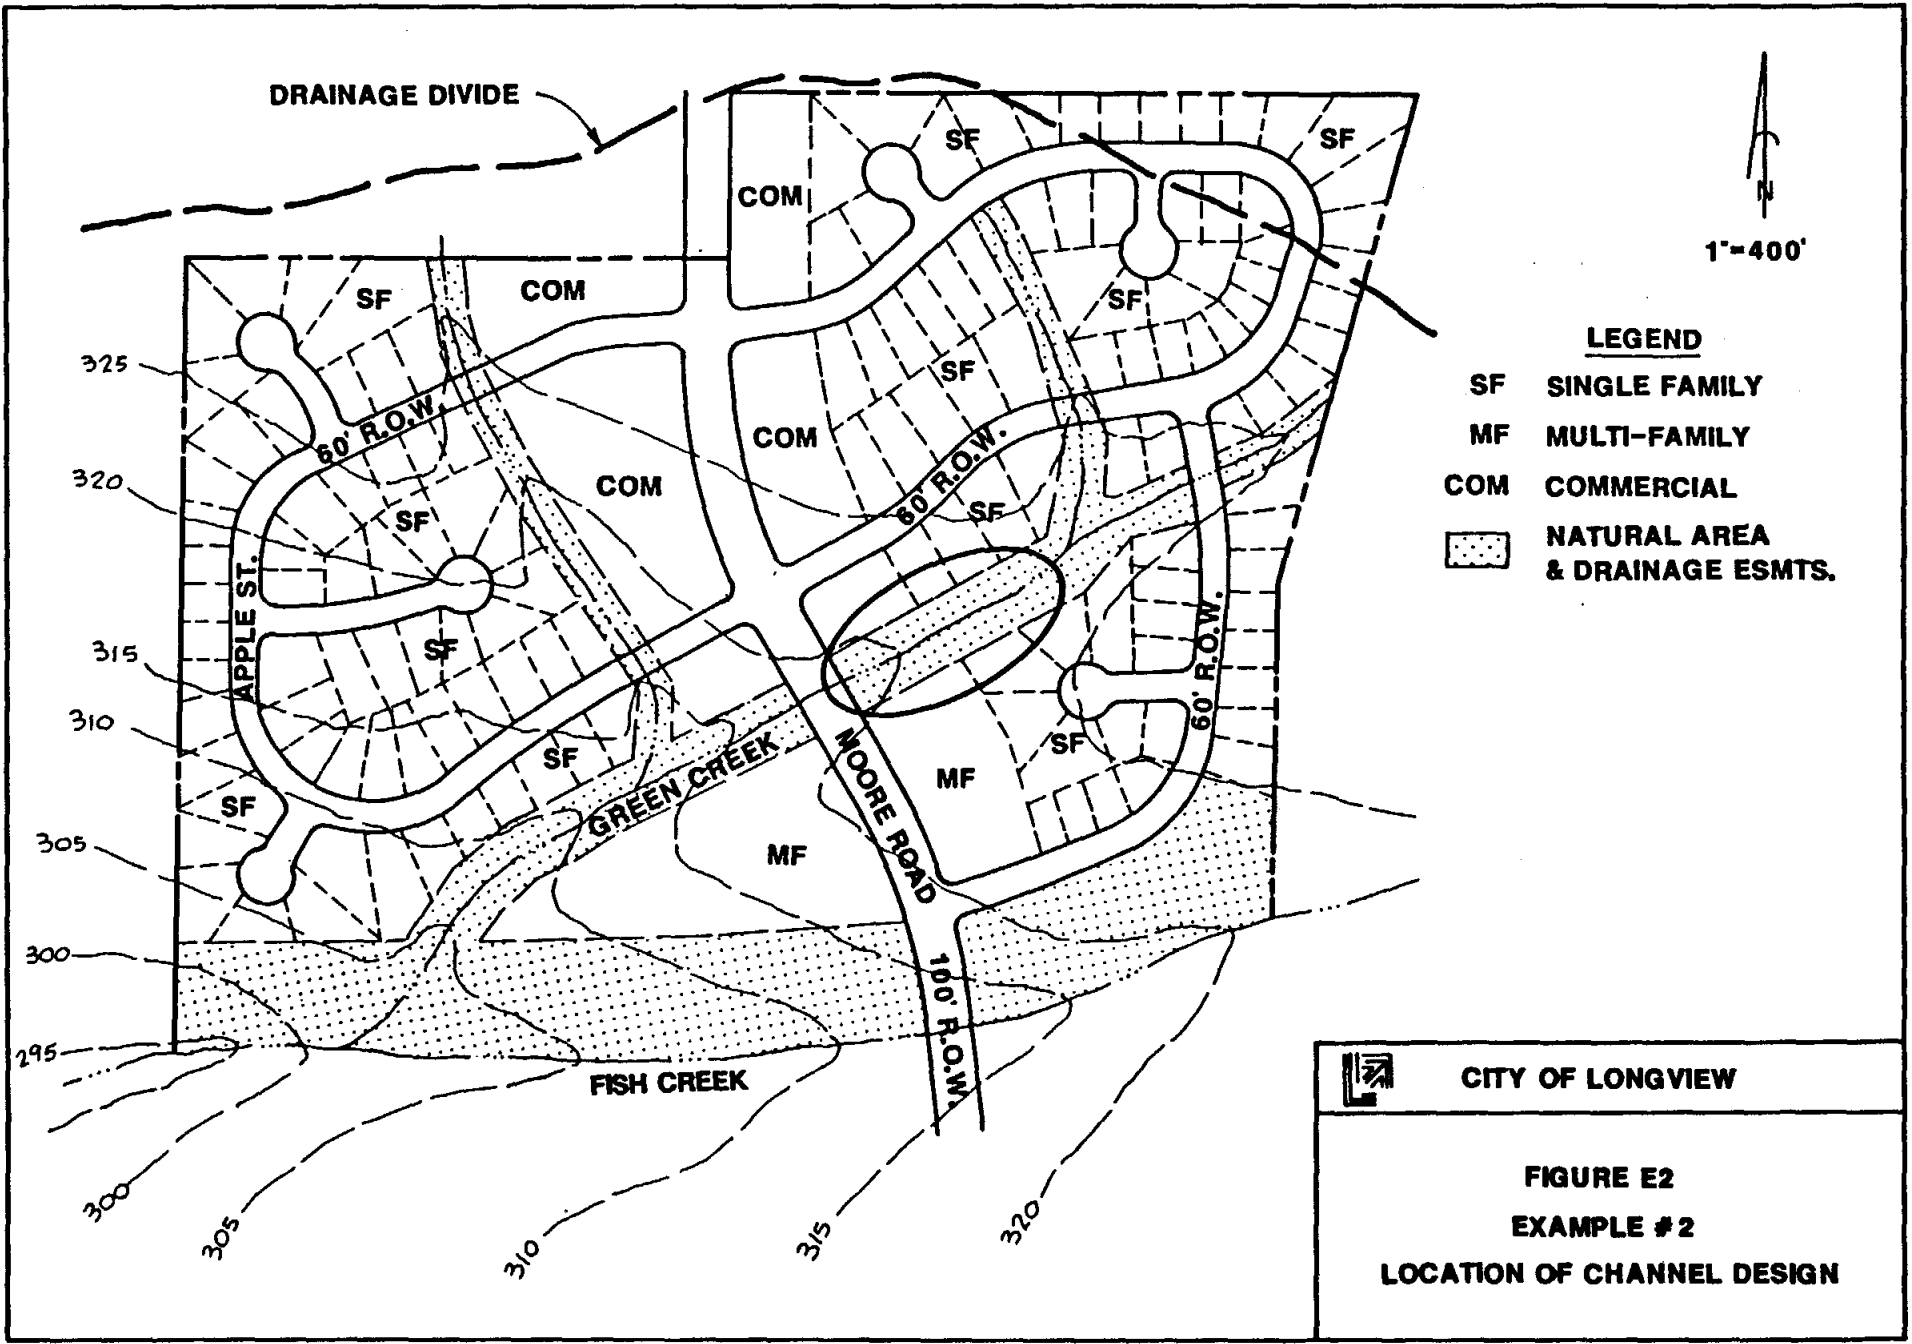 DRAINAGE DIVIDE
SF
SF
COM
N
1"=400'
SF
COM
SF
LEGEND
SF SINGLE FAMILY
MF MULTI-FAMILY
COM COMMERCIAL
NATURAL AREA
& DRAINAGE ESMTS.
325
SF
60' R.O.W.
COM
60' R.O.W.
320
COM
SF
SF
APPLE ST.
315
SF
60' R.O.W.
310
SF
MOORE ROAD
SF
GREEN CREEK
MF
SF
305
MF
300
100' R.O.W.
295
FISH CREEK
300
305
310
315
320
CITY OF LONGVIEW
FIGURE E2
EXAMPLE #2
LOCATION OF CHANNEL DESIGN